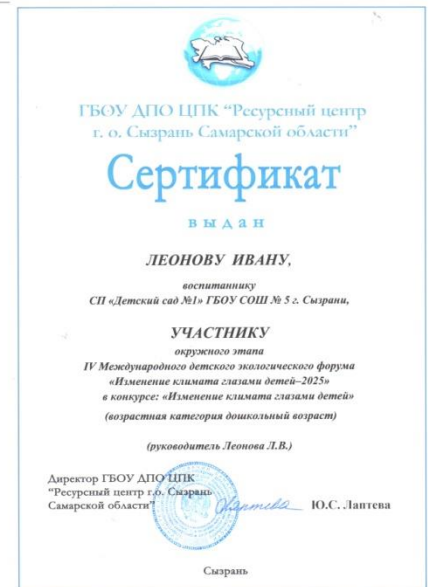 ГБОУ ДПО ЦПК “Ресурсный центр
г. о. Сызрань Самарской области”
Сертификат
выдан
ЛЕОНОВУ ИВАНУ,
воспитаннику
СП «Детский сад №1» ГБОУ СОШ № 5 г. Сызрани,
УЧАСТНИКУ
окружного этапа
IV Международного детского экологического форума
«Изменение климата глазами детей–2025»
в конкурсе: «Изменение климата глазами детей»
(возрастная категория дошкольный возраст)
(руководитель Леонова Л.В.)
Директор ГБОУ ДПО ЦПК
“Ресурсный центр г.о. Сызрань
Самарской области”
Ю.С. Лаптева
Сызрань